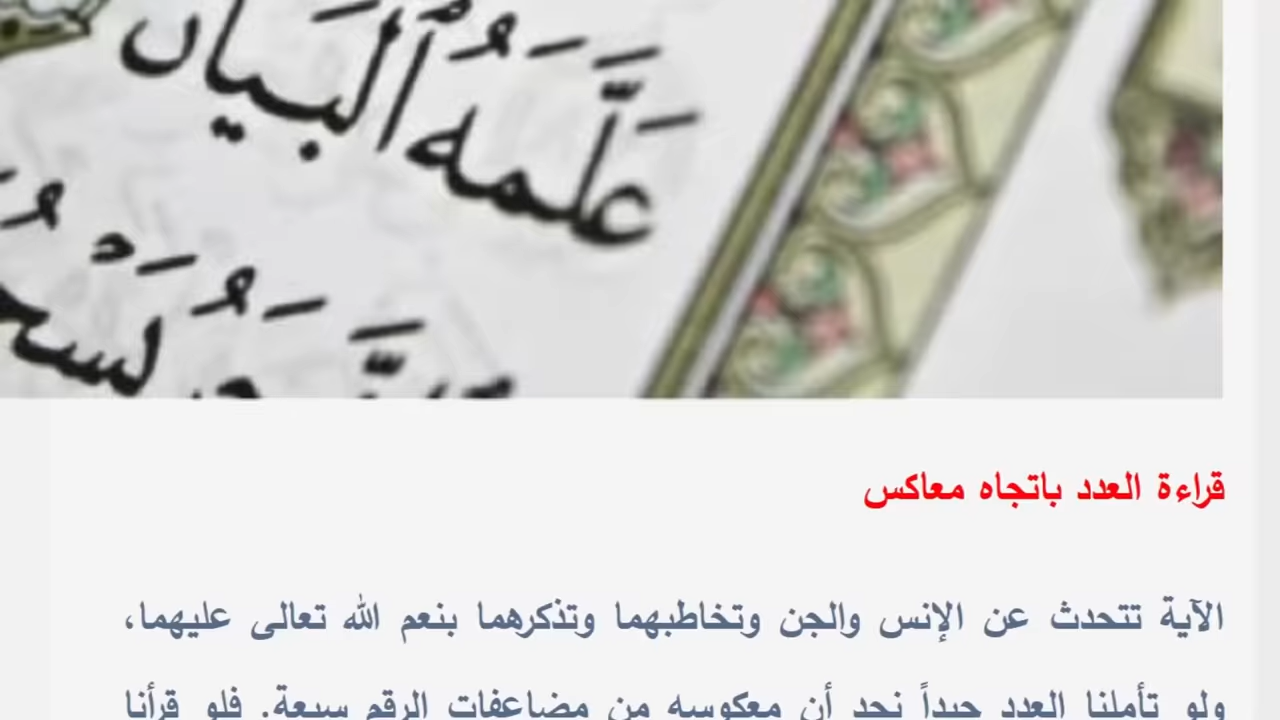 عَلَّمَهُ ٱلْبَيَانَ
قراءة العدد باتجاه معاكس
الآية تتحدث عن الإنس والجن وتخاطبهما وتذكرهما بنعم الله تعالى عليهما،
ولو تأملنا العدد جيداً نجد أن معكوسه من مضاعفات الرقم سبعة. فلو قرأنا